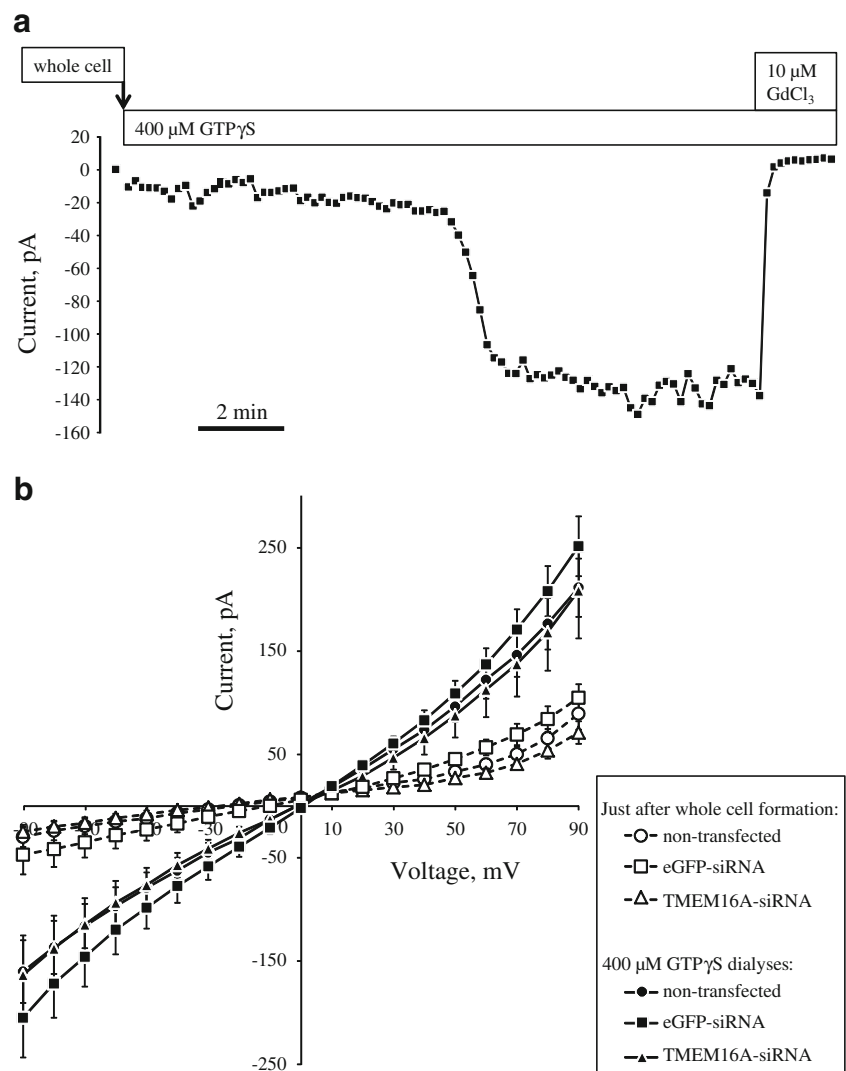 a
whole cell
10 µM
GdCl3
400 µM GTPγS
20
0
-20
-40
-60
-80
-100
-120
-140
-160
Current, pA
2 min
b
250
150
50
-50
-150
-250
Current, pA
-30
-10
10
30
50
70
90
Voltage, mV
Just after whole cell formation:
non-transfected
eGFP-siRNA
TMEM16A-siRNA
400 µM GTPγS dialyses:
non-transfected
eGFP-siRNA
TMEM16A-siRNA